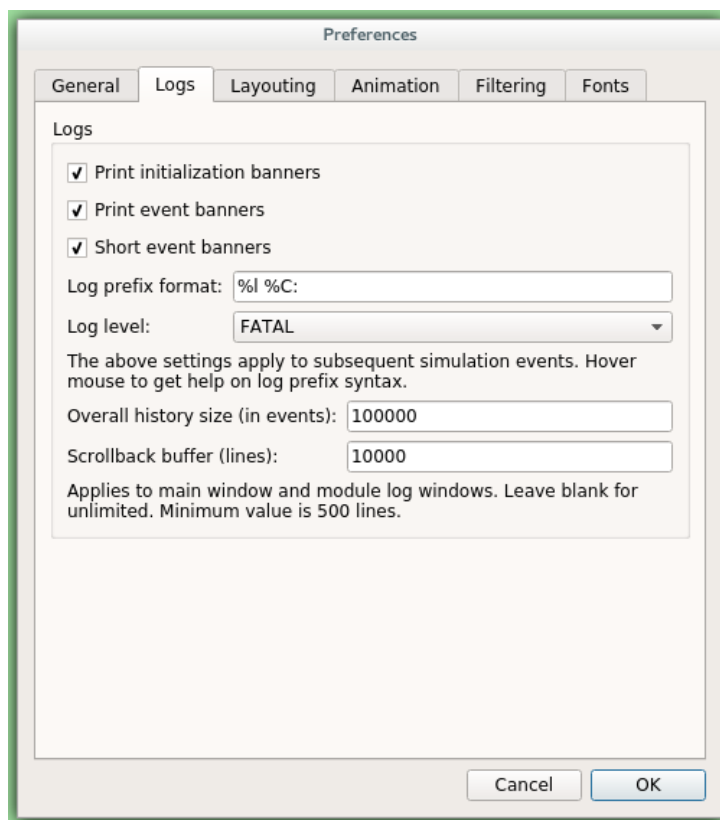 Preferences
General Logs Layouting Animation Filtering Fonts
Logs
Print initialization banners
Print event banners
Short event banners
Log prefix format: %l %C:
Log level: FATAL
The above settings apply to subsequent simulation events. Hover
mouse to get help on log prefix syntax.
Overall history size (in events): 100000
Scrollback buffer (lines): 10000
Applies to main window and module log windows. Leave blank for
unlimited. Minimum value is 500 lines.
Cancel OK